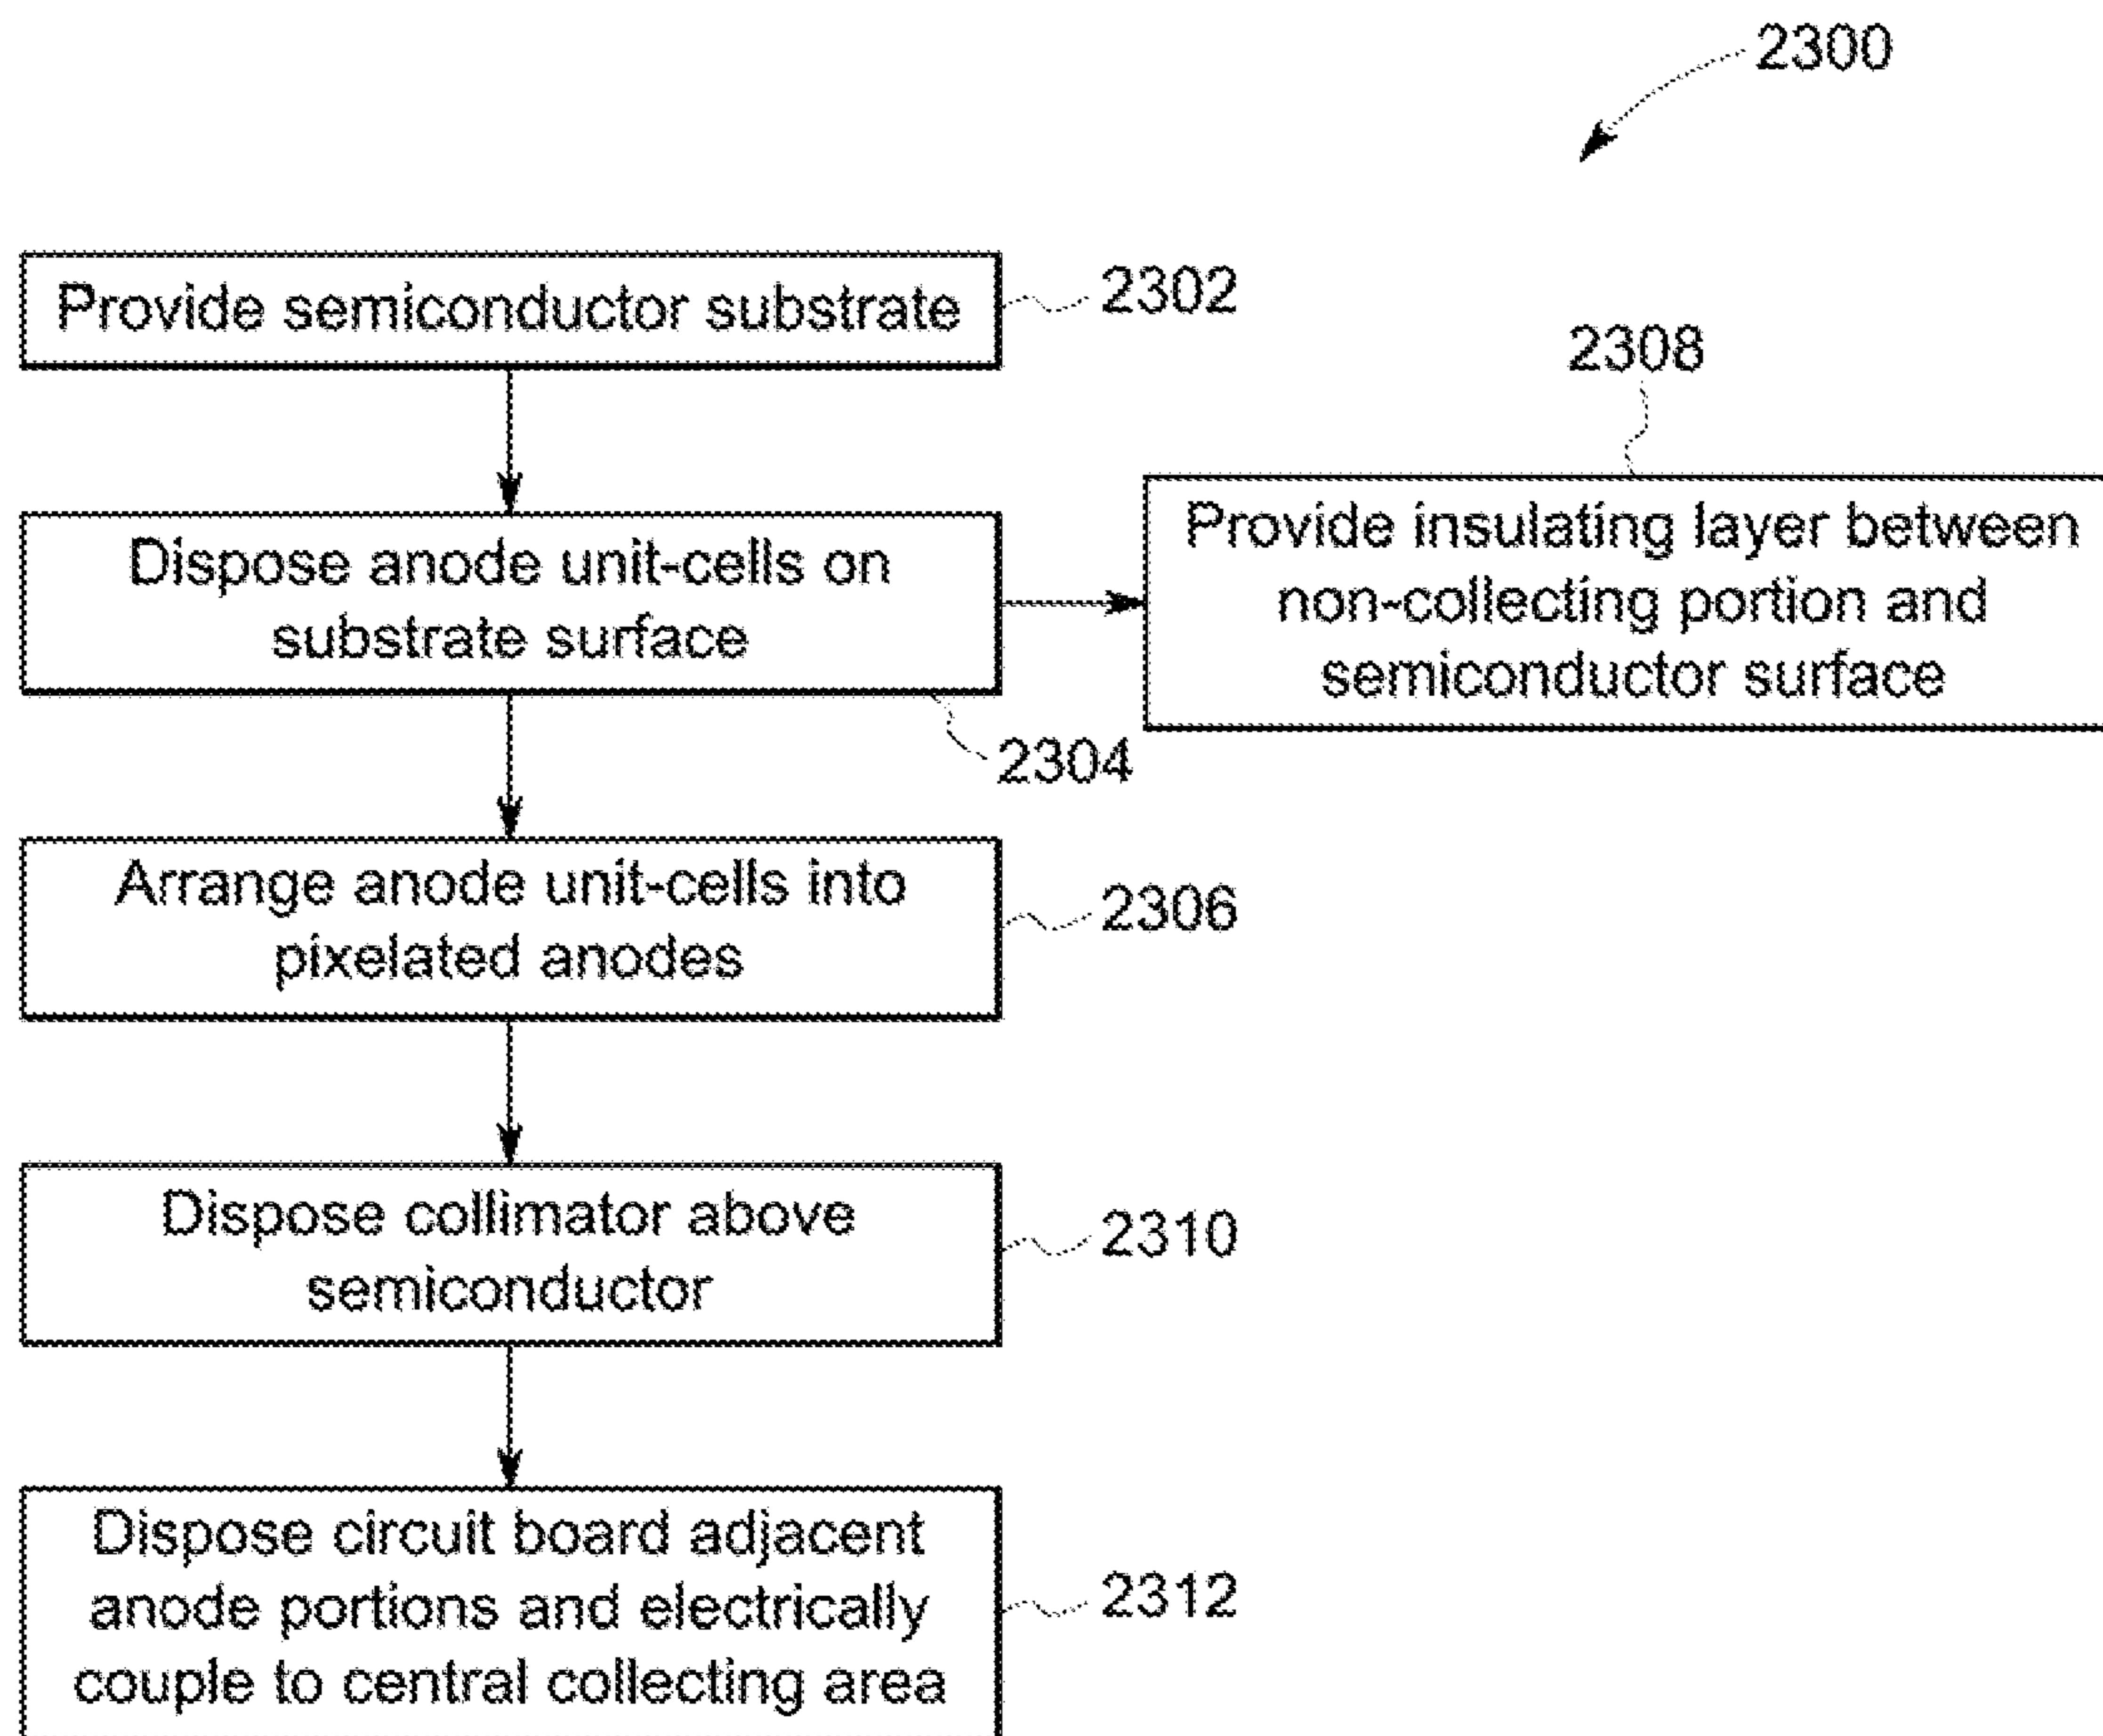 2300
Provide semiconductor substrate
2302
2308
Dispose anode unit-cells on
substrate surface
2304
Provide insulating layer between
non-collecting portion and
semiconductor surface
Arrange anode unit-cells into
pixelated anodes
2306
Dispose collimator above
semiconductor
2310
Dispose circuit board adjacent
anode portions and electrically
couple to central collecting area
2312